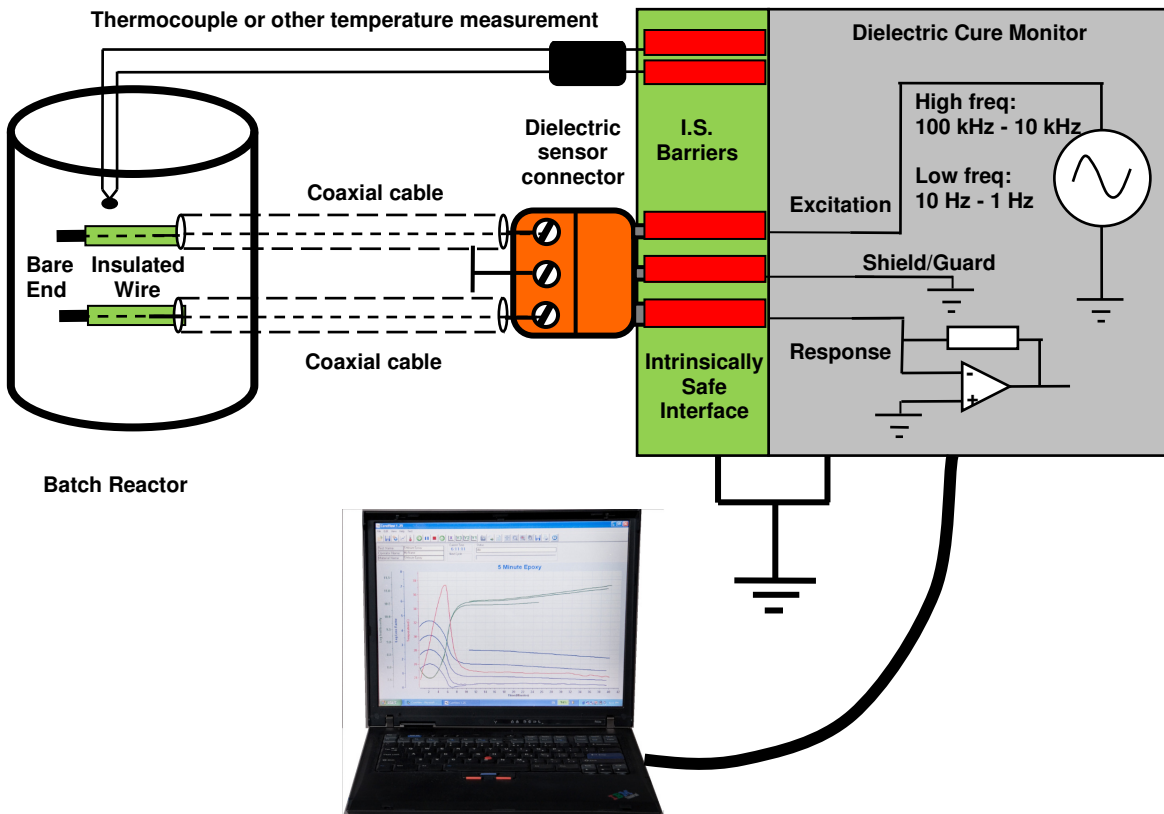 Thermocouple or other temperature measurement
Dielectric Cure Monitor
High freq:
100 kHz - 10 kHz
Low freq:
10 Hz - 1 Hz
Dielectric
sensor
connector
I.S.
Barriers
Coaxial cable
Excitation
Bare
End
Insulated
Wire
Shield/Guard
Coaxial cable
Response
-
+
Intrinsically
Safe
Interface
Batch Reactor
5 Minute Epoxy